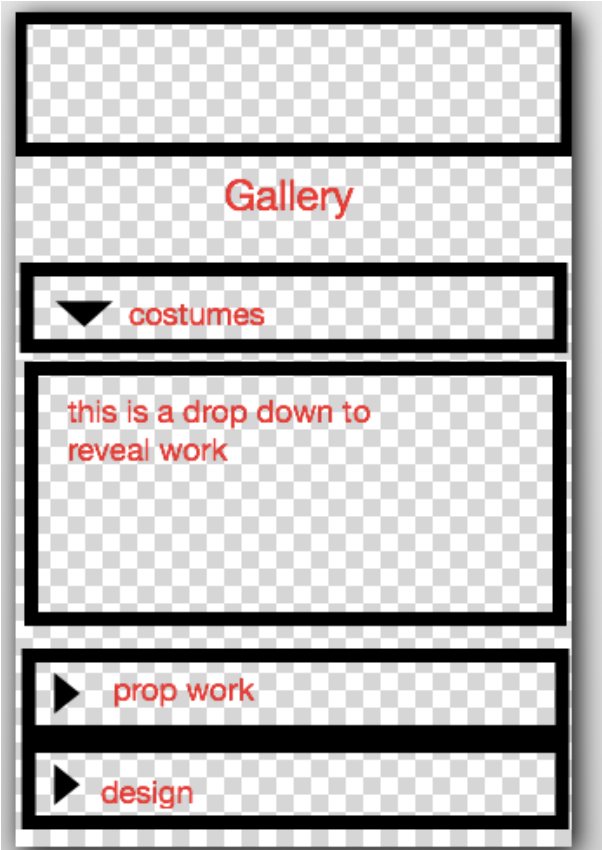 Gallery
costumes
this is a drop down to
reveal work
prop work
design